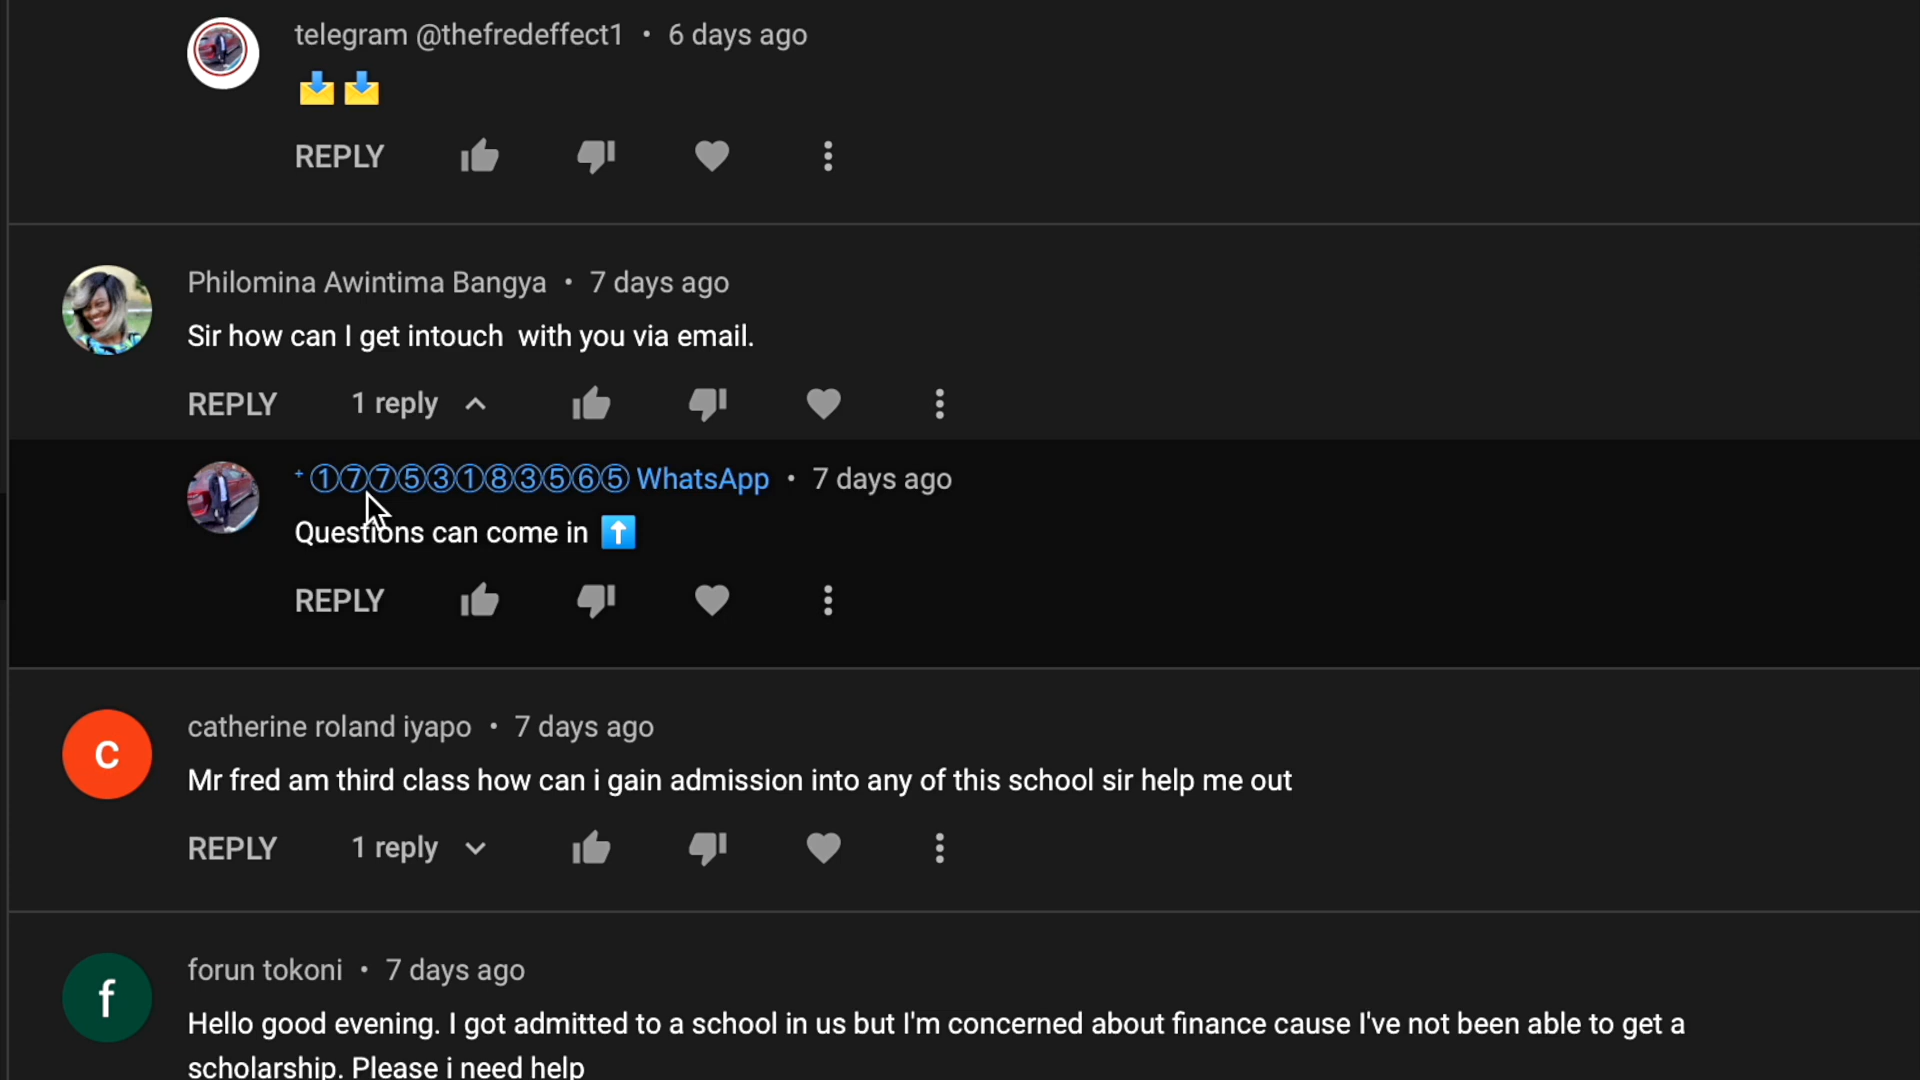 telegram @thefredeffect1 • 6 days ago
📩 📩
REPLY
Philomina Awintima Bangya • 7 days ago
Sir how can I get intouch  with you via email.
REPLY 1 reply
⁺①⑦⑦⑤③①⑧③⑤⑥⑤ WhatsApp • 7 days ago
Questions can come in ⬆️
REPLY
C
catherine roland iyapo • 7 days ago
Mr fred am third class how can i gain admission into any of this school sir help me out
REPLY 1 reply
f
forun tokoni • 7 days ago
Hello good evening. I got admitted to a school in us but I'm concerned about finance cause I've not been able to get a
scholarship. Please i need help